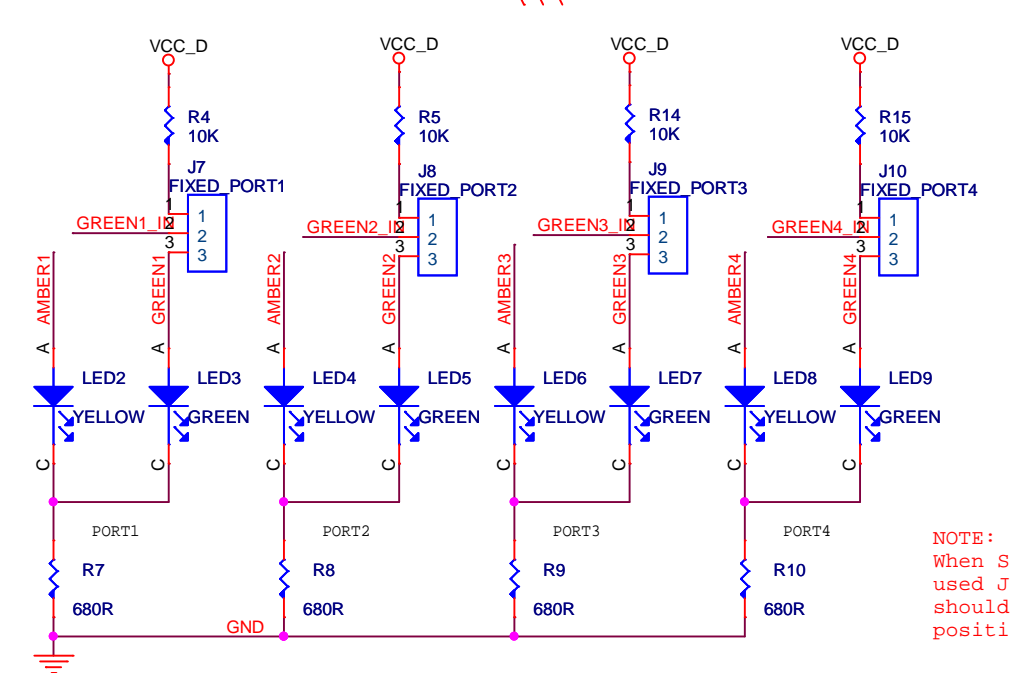 VCC_D VCC_D VCC_D VCC_D
R4 R5 R14 R15
10K 10K 10K 10K
J7 J8 J9 J10
FIXED_PORT1 FIXED_PORT2 FIXED_PORT3 FIXED_PORT4
1 1 1 1 1 1 1 1
GREEN1_IN 2 2 GREEN2_IN 2 2 GREEN3_IN 2 2 GREEN4_IN 2 2
3 3 3 3 3 3 3 3
AMBER1 GREEN1 AMBER2 GREEN2 AMBER3 GREEN3 AMBER4 GREEN4
A A A A A A A A
LED2 LED3 LED4 LED5 LED6 LED7 LED8 LED9
YELLOW GREEN YELLOW GREEN YELLOW GREEN YELLOW GREEN
C C C C C C C C
PORT1 PORT2 PORT3 PORT4
R7 R8 R9 R10
680R 680R 680R 680R
GND
NOTE:
When S
used J
should
positi